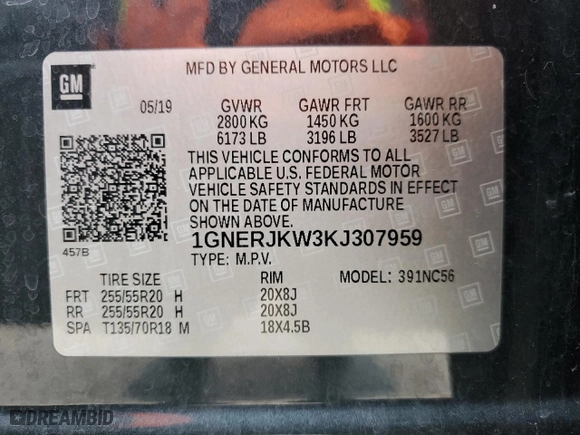 GM
MFD BY GENERAL MOTORS LLC
05/19 GVWR GAWR FRT GAWR RR
2800 KG 1450 KG 1600 KG
6173 LB 3196 LB 3527 LB
THIS VEHICLE CONFORMS TO ALL
APPLICABLE U.S. FEDERAL MOTOR
VEHICLE SAFETY STANDARDS IN EFFECT
ON THE DATE OF MANUFACTURE
SHOWN ABOVE.
457B
1GNERJKW3KJ307959
TYPE: M.P.V. MODEL: 391NC56
TIRE SIZE RIM
FRT 255/55R20 H 20X8J
RR 255/55R20 H 20X8J
SPA T135/70R18 M 18X4.5B
DREAMBID